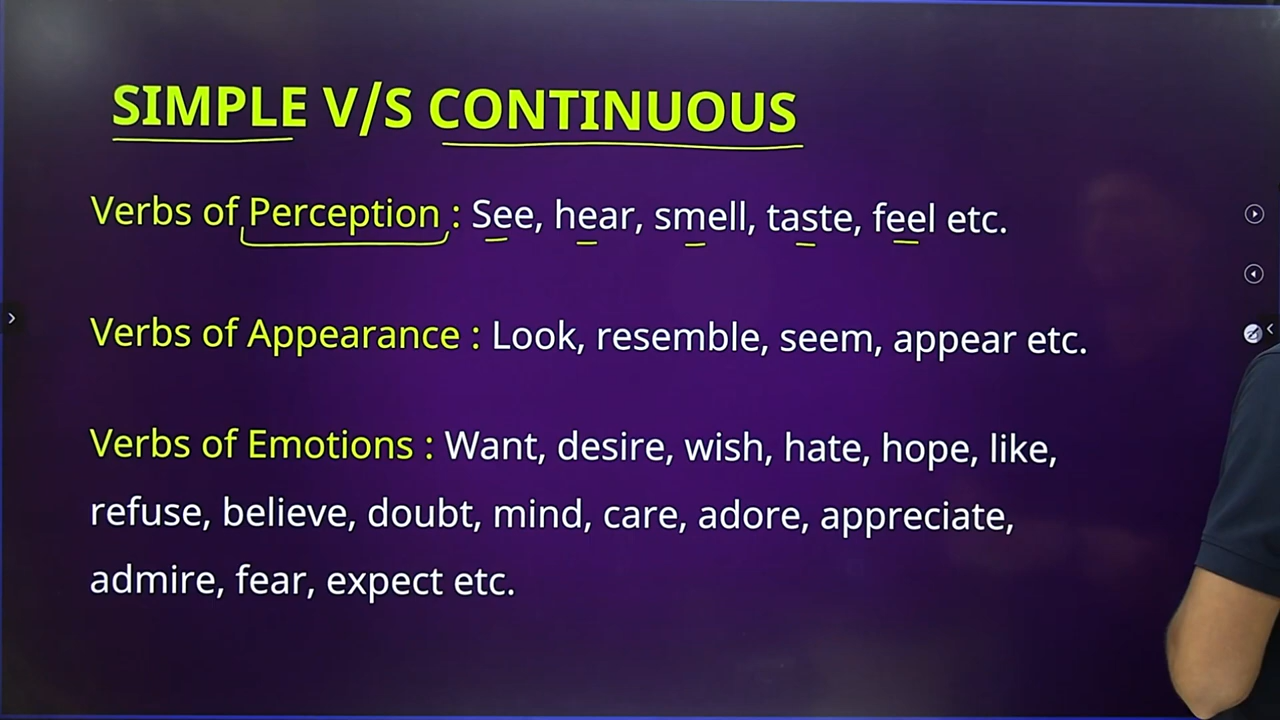 SIMPLE V/S CONTINUOUS
Verbs of Perception : See, hear, smell, taste, feel etc.
Verbs of Appearance : Look, resemble, seem, appear etc.
Verbs of Emotions : Want, desire, wish, hate, hope, like,
refuse, believe, doubt, mind, care, adore, appreciate,
admire, fear, expect etc.